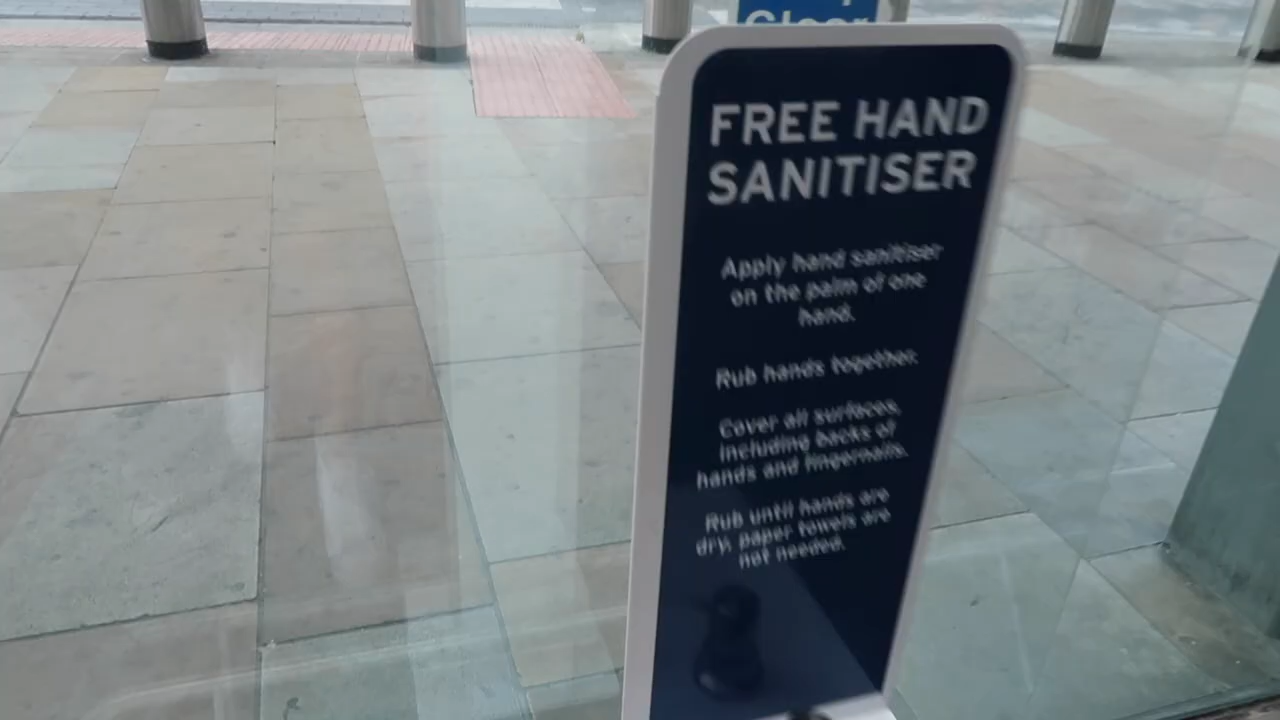 FREE HAND
SANITISER
Apply hand sanitiser
on the palm of one
hand.
Rub hands together.
Cover all surfaces,
including backs of
hands and fingernails.
Rub until hands are
dry, paper towels are
not needed.